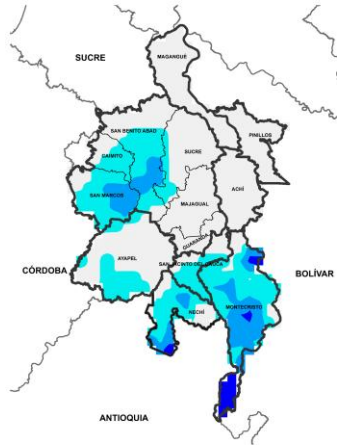 MAGANGUÉ
SUCRE
SAN BENITO ABAD
PINILLOS
SUCRE
CAIMITO
ACHÍ
SAN MARCOS
MAJAGUAL
GUARANDA
AYAPEL
SAN JACINTO DEL CAUCA
CÓRDOBA
BOLÍVAR
MONTECRISTO
NECHÍ
ANTIOQUIA